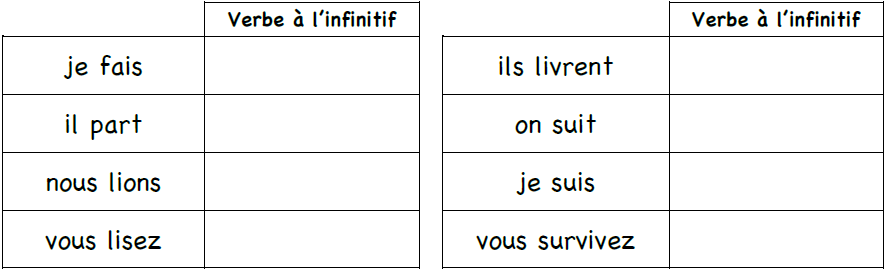 Verbe à l'infinitif
je fais
il part
nous lions
vous lisez
Verbe à l'infinitif
ils livrent
on suit
je suis
vous survivez